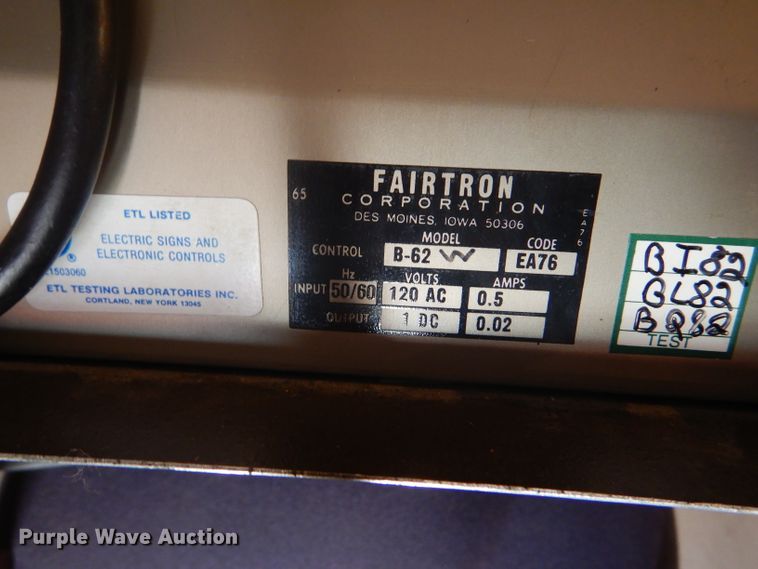 ETL LISTED
ELECTRIC SIGNS AND
ELECTRONIC CONTROLS
ETL TESTING LABORATORIES INC.
CORTLAND, NEW YORK 13045
65
FAIRTRON
CORPORATION
DES MOINES, IOWA 50306
EA76
MODEL CODE
CONTROL B-62 W EA76
Hz VOLTS AMPS
INPUT 50/60 120 AC 0.5
OUTPUT 1 DC 0.02
BI82
BL82
BQ82
TEST
Purple Wave Auction